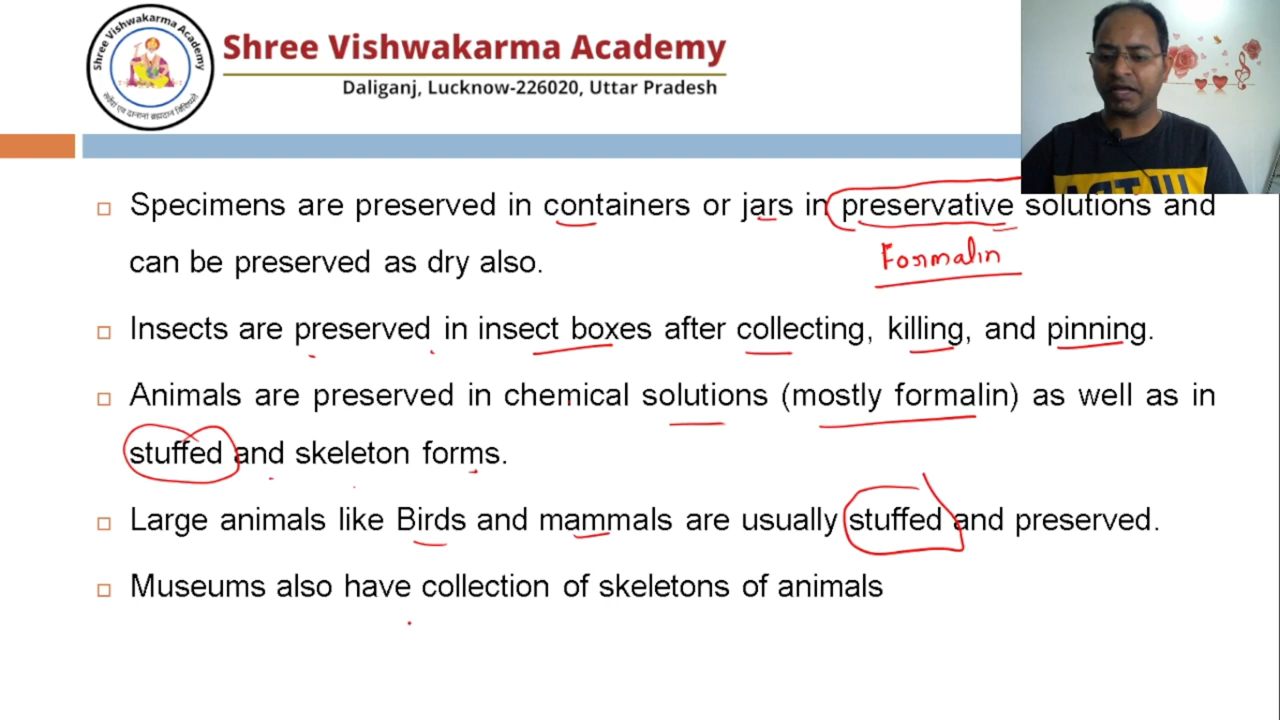 Shree Vishwakarma Academy
Shree Vishwakarma Academy
Daliganj, Lucknow-226020, Uttar Pradesh
Specimens are preserved in containers or jars in preservative solutions and
Formalin
can be preserved as dry also.
Insects are preserved in insect boxes after collecting, killing, and pinning.
Animals are preserved in chemical solutions (mostly formalin) as well as in
stuffed and skeleton forms.
Large animals like Birds and mammals are usually stuffed and preserved.
Museums also have collection of skeletons of animals